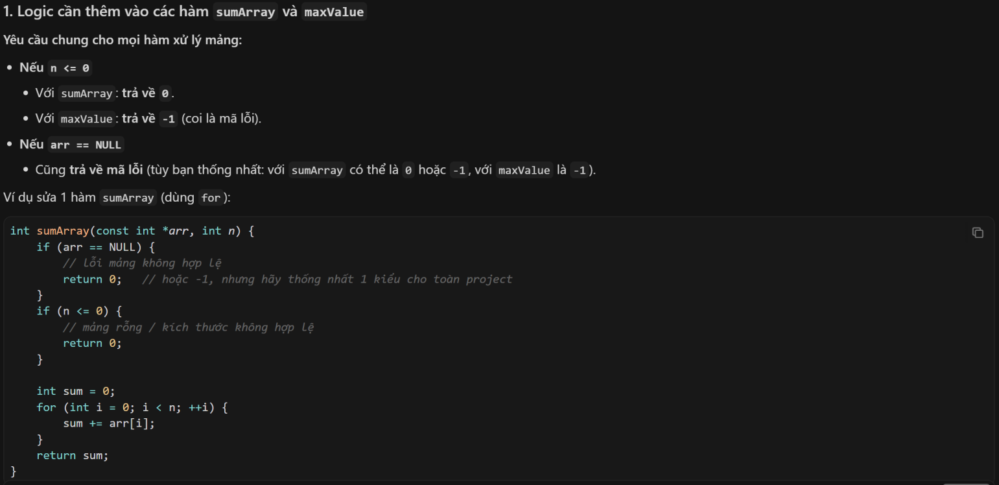 1. Logic cần thêm vào các hàm sumArray và maxValue
Yêu cầu chung cho mọi hàm xử lý mảng:
• Nếu n <= 0
• Với sumArray: trả về 0.
• Với maxValue: trả về -1 (coi là mã lỗi).
• Nếu arr == NULL
• Cũng trả về mã lỗi (tùy bạn thống nhất: với sumArray có thể là 0 hoặc -1, với maxValue là -1).
Ví dụ sửa 1 hàm sumArray (dùng for):
int sumArray(const int *arr, int n) {
    if (arr == NULL) {
        // lỗi mảng không hợp lệ
        return 0;   // hoặc -1, nhưng hãy thống nhất 1 kiểu cho toàn project
    }
    if (n <= 0) {
        // mảng rỗng / kích thước không hợp lệ
        return 0;
    }
    int sum = 0;
    for (int i = 0; i < n; ++i) {
        sum += arr[i];
    }
    return sum;
}